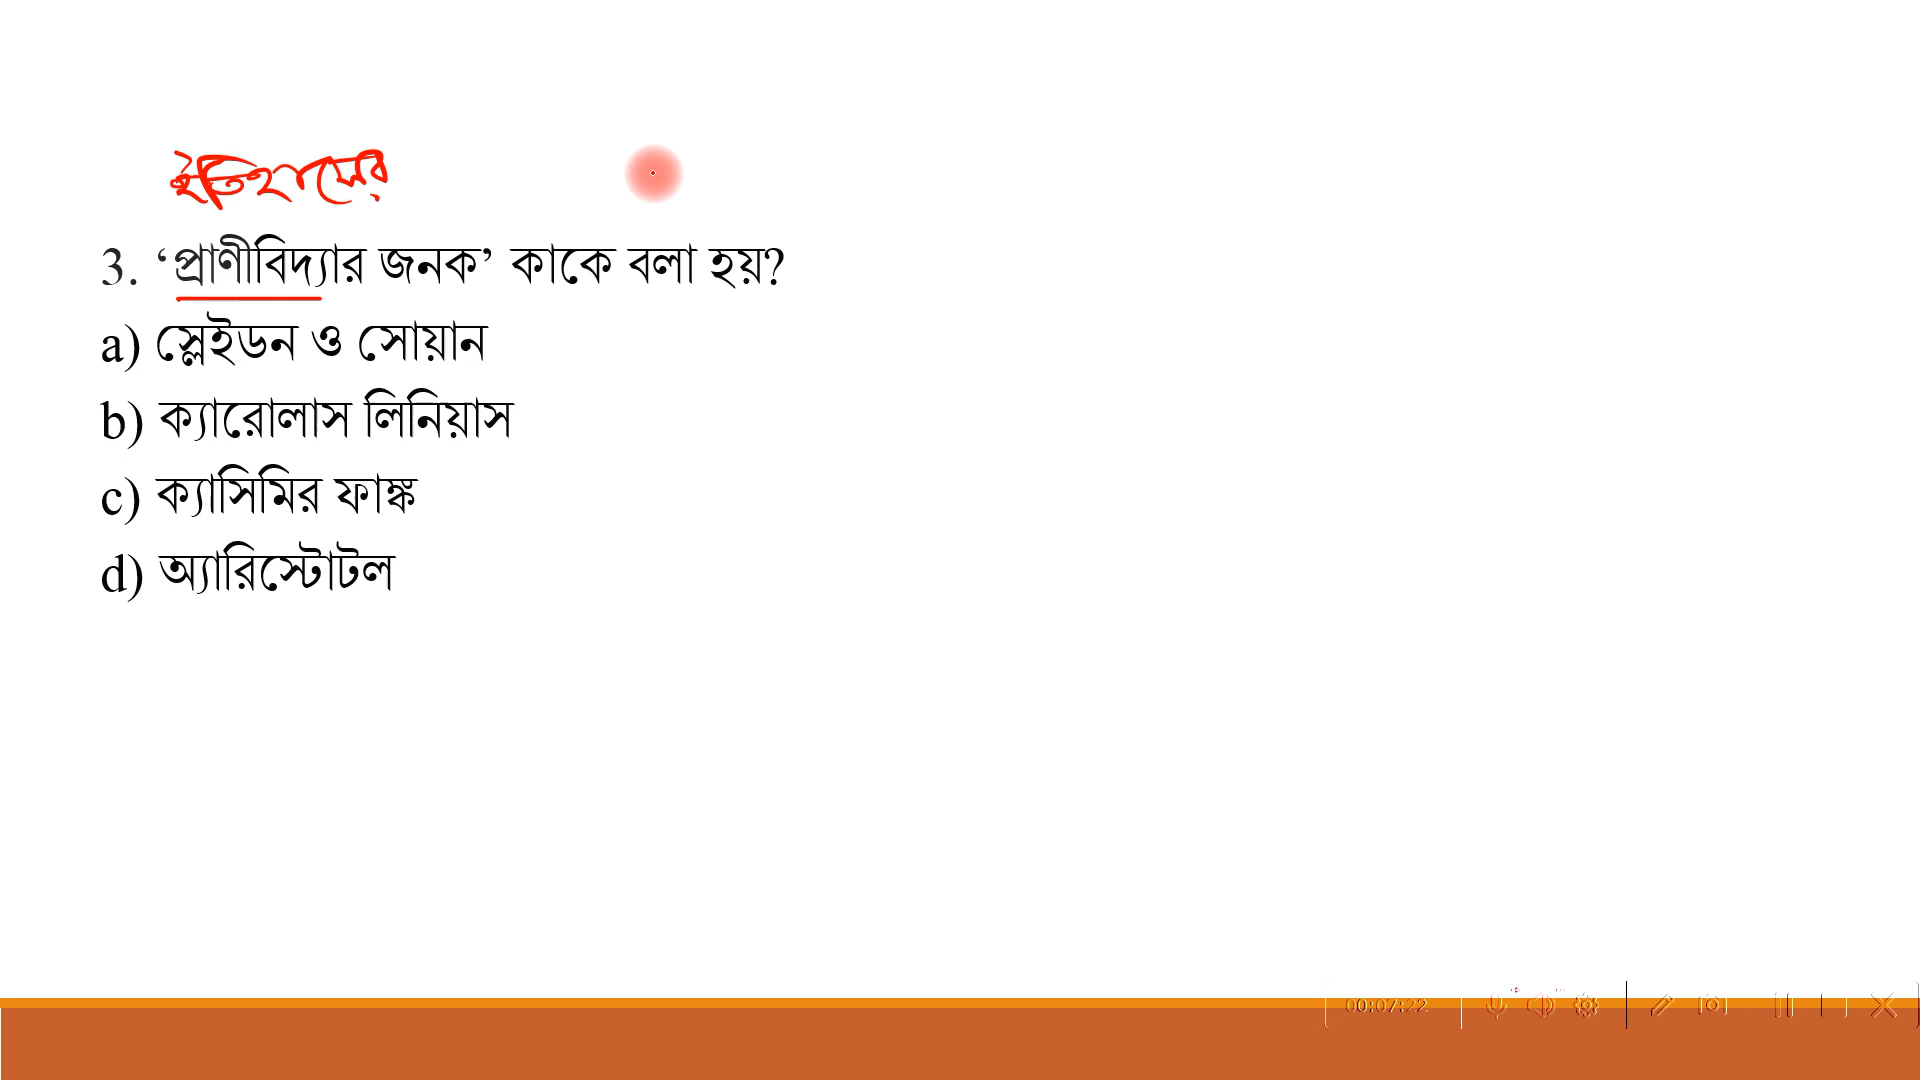 ইতিহাসের
3. ‘প্রাণীবিদ্যার জনক’ কাকে বলা হয়?
a) স্লেইডন ও সোয়ান
b) ক্যারোলাস লিনিয়াস
c) ক্যাসিমির ফাঙ্ক
d) অ্যারিস্টোটল
00:07:22